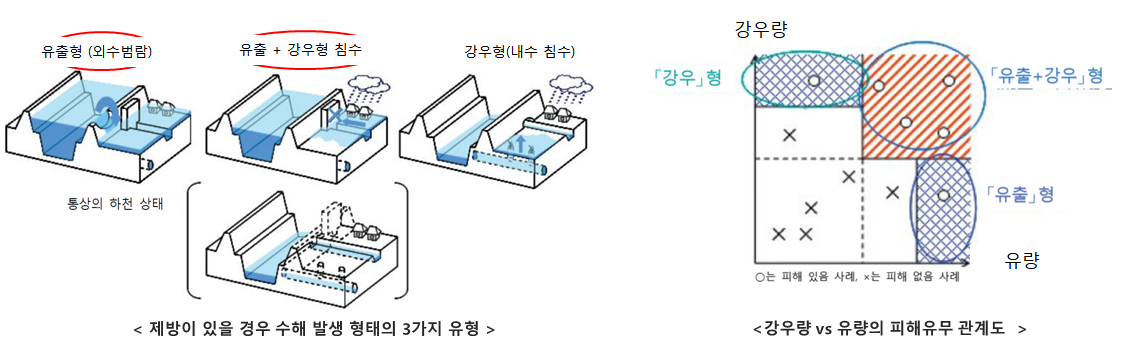 유출형 (외수범람)
유출 + 강우형 침수
강우형(내수 침수)
통상의 하천 상태
< 제방이 있을 경우 수해 발생 형태의 3가지 유형 >
강우량
「강우」형
「유출+강우」형
「유출」형
유량
○는 피해 있음 사례, ×는 피해 없음 사례
<강우량 vs 유량의 피해유무 관계도 >